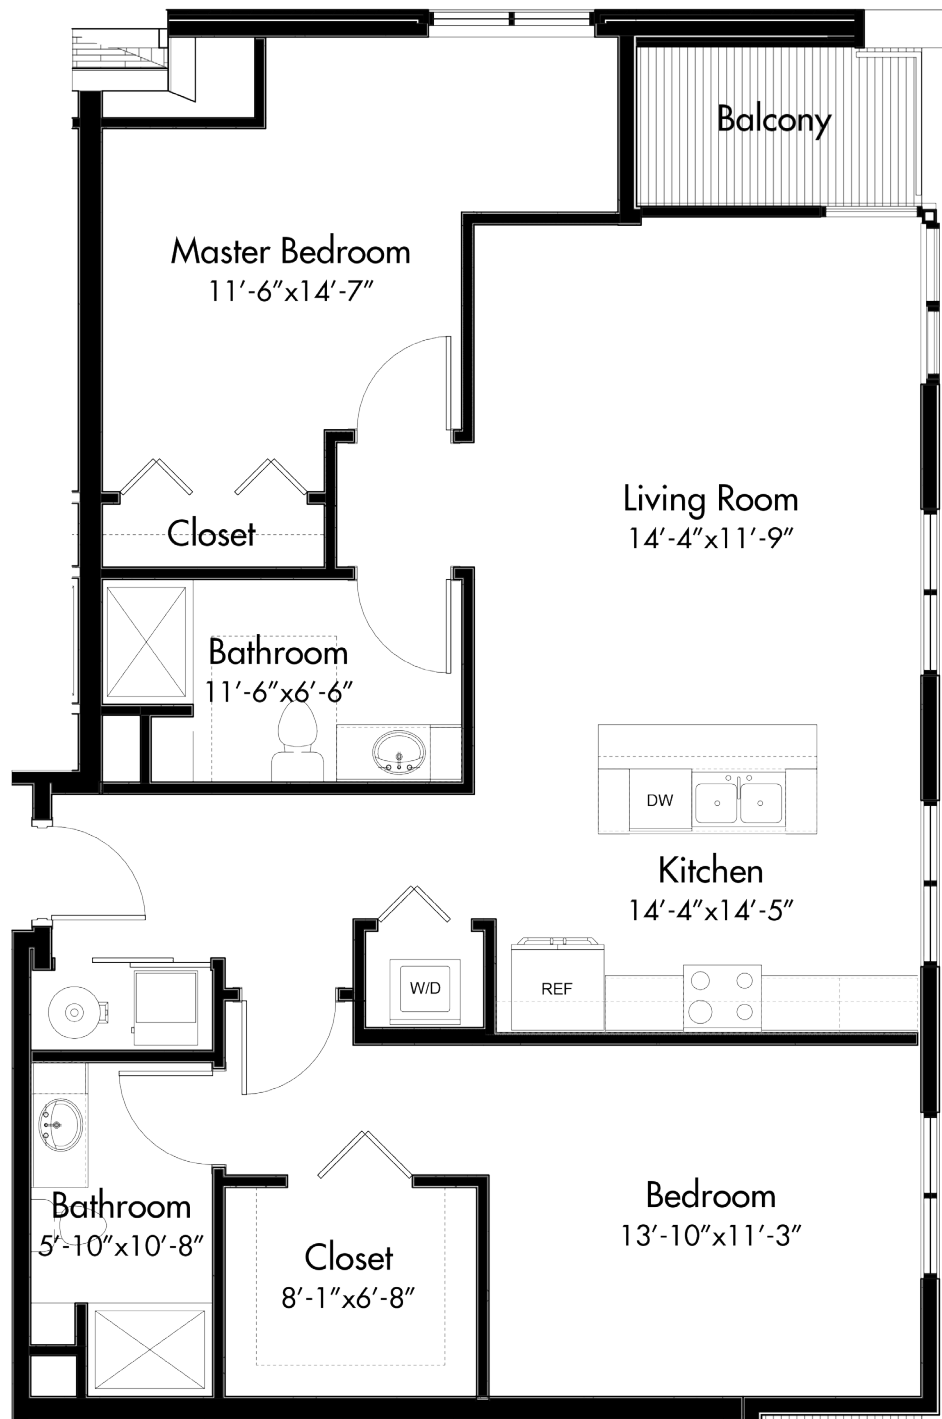 Balcony
Master Bedroom
11′-6″x14′-7″
Living Room
14′-4″x11′-9″
Closet
Bathroom
11′-6″x6′-6″
DW
Kitchen
14′-4″x14′-5″
W/D
REF
Bedroom
13′-10″x11′-3″
Bathroom
5′-10″x10′-8″
Closet
8′-1″x6′-8″